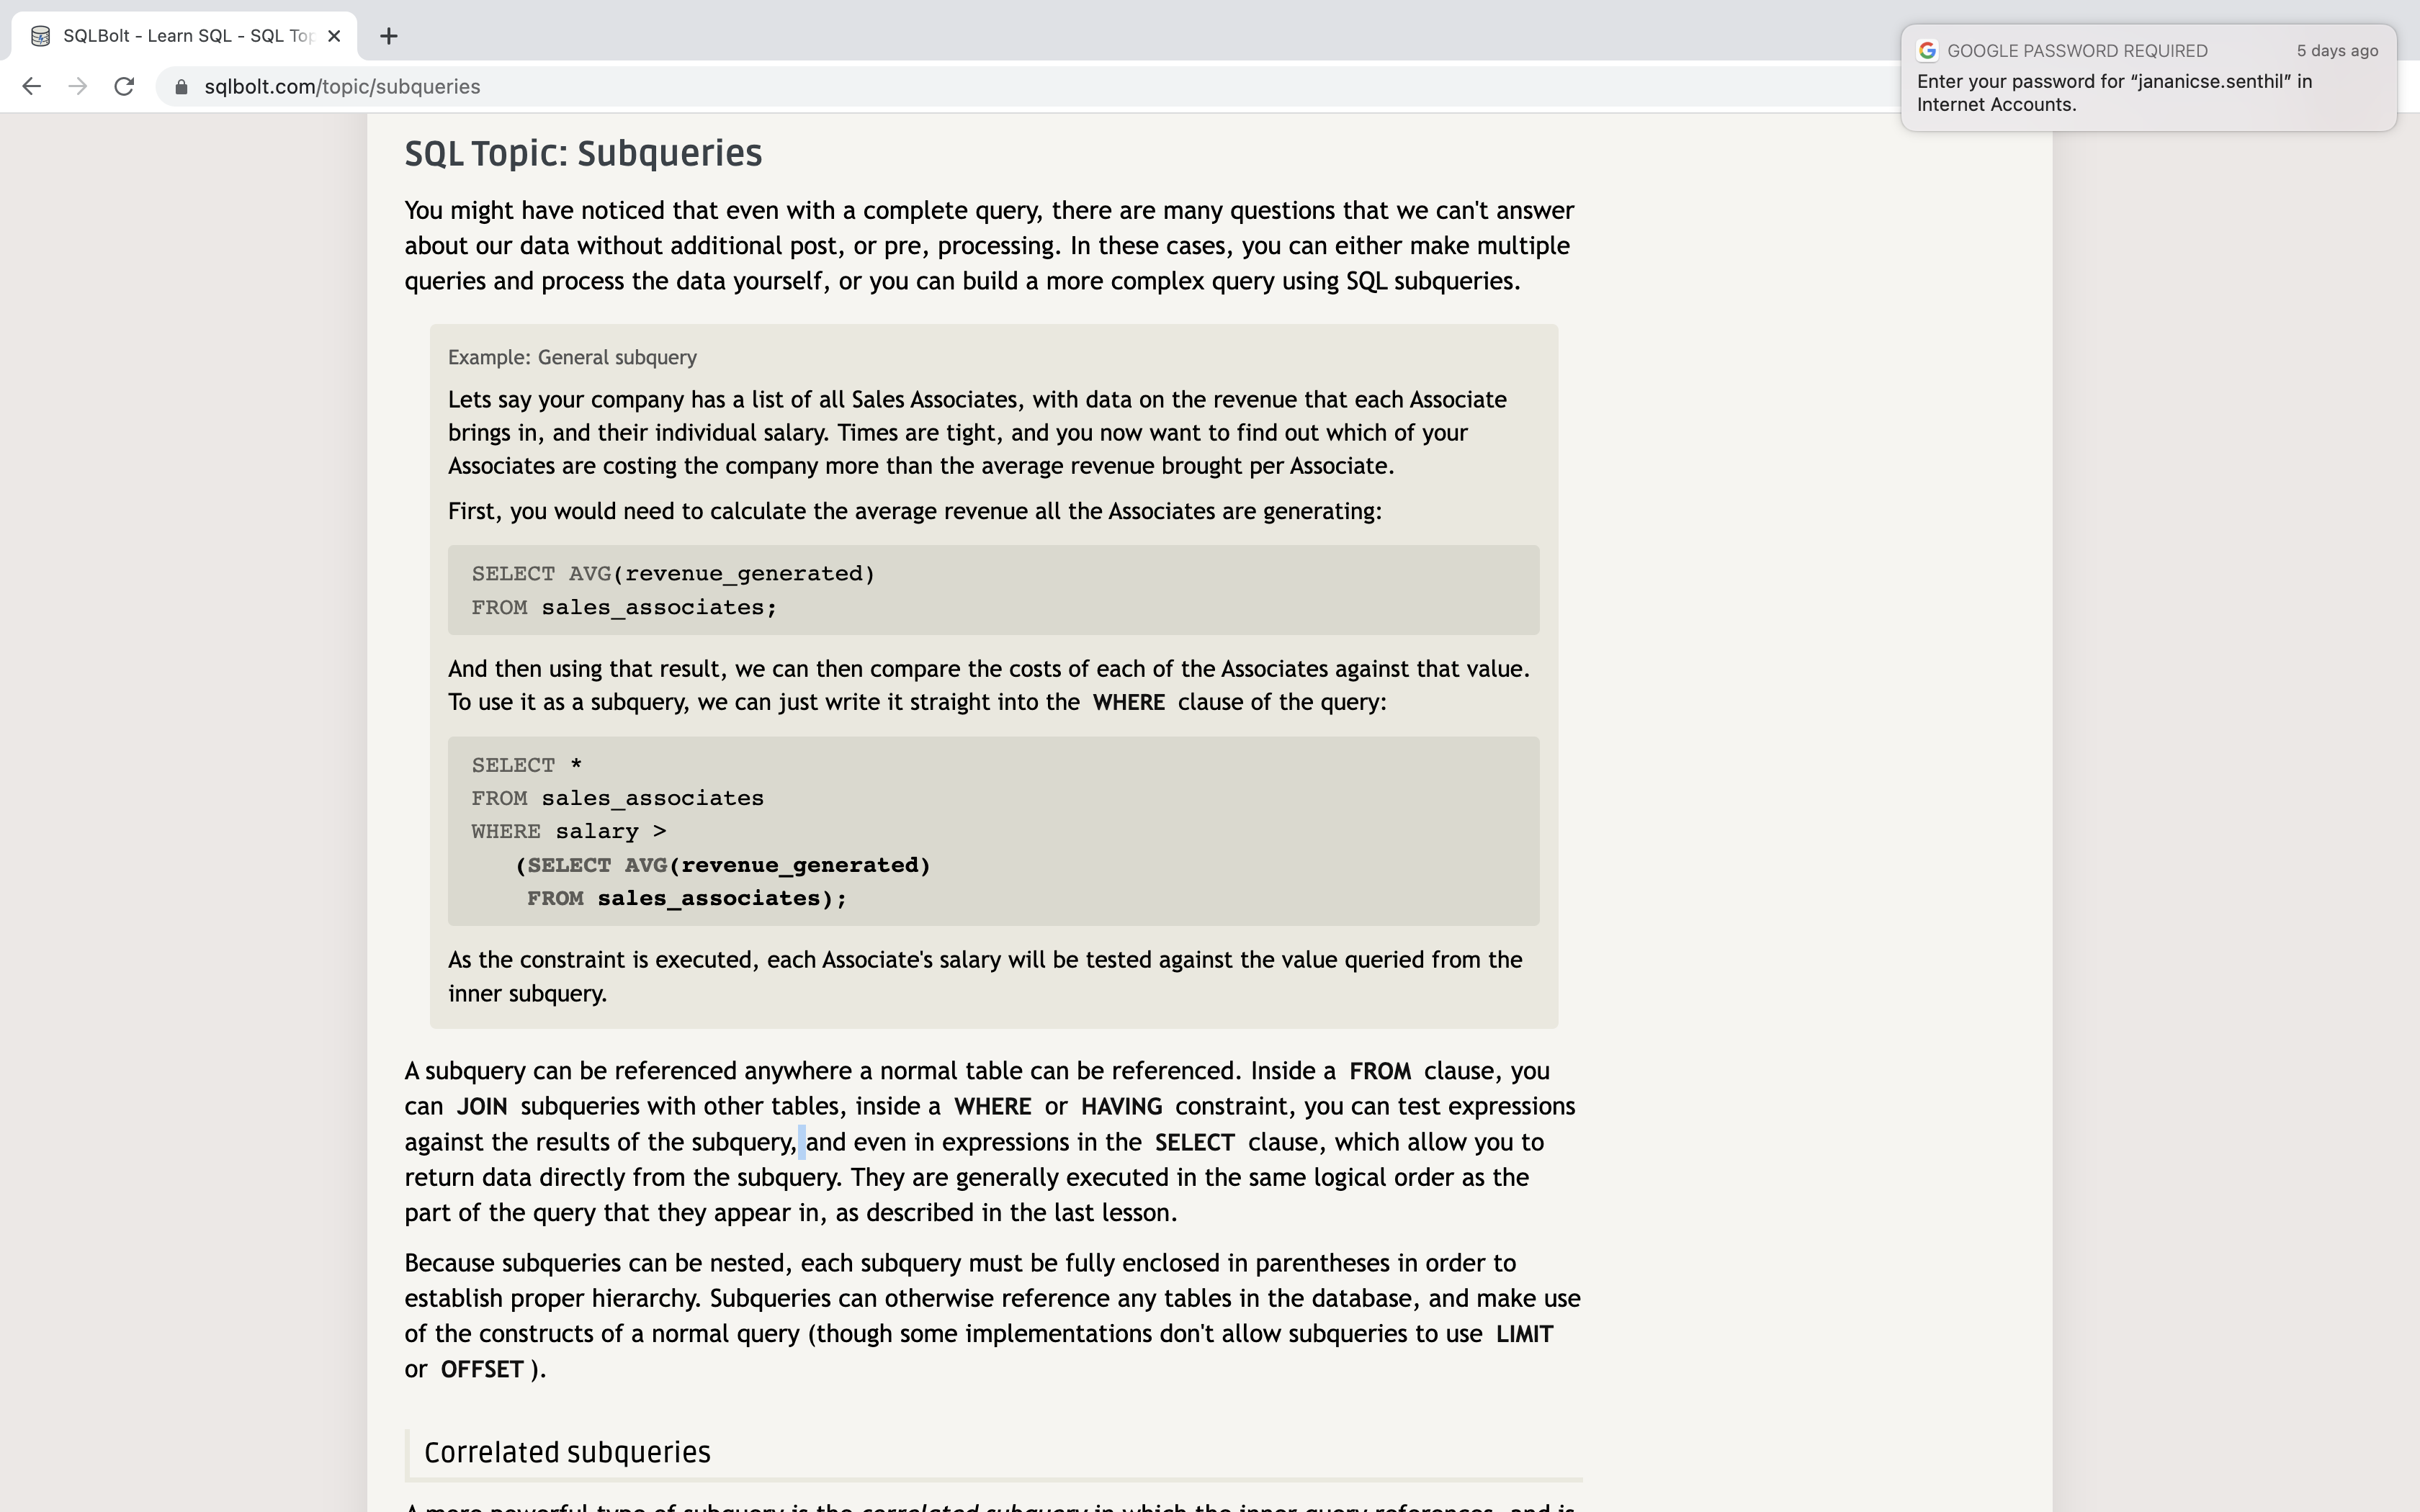 SQLBolt - Learn SQL - SQL Top
GOOGLE PASSWORD REQUIRED 5 days ago
Enter your password for “jananicse.senthil” in
Internet Accounts.
sqlbolt.com/topic/subqueries
SQL Topic: Subqueries
You might have noticed that even with a complete query, there are many questions that we can't answer
about our data without additional post, or pre, processing. In these cases, you can either make multiple
queries and process the data yourself, or you can build a more complex query using SQL subqueries.
Example: General subquery
Lets say your company has a list of all Sales Associates, with data on the revenue that each Associate
brings in, and their individual salary. Times are tight, and you now want to find out which of your
Associates are costing the company more than the average revenue brought per Associate.
First, you would need to calculate the average revenue all the Associates are generating:
SELECT AVG(revenue_generated)
FROM sales_associates;
And then using that result, we can then compare the costs of each of the Associates against that value.
To use it as a subquery, we can just write it straight into the WHERE clause of the query:
SELECT *
FROM sales_associates
WHERE salary >
(SELECT AVG(revenue_generated)
FROM sales_associates);
As the constraint is executed, each Associate's salary will be tested against the value queried from the
inner subquery.
A subquery can be referenced anywhere a normal table can be referenced. Inside a FROM clause, you
can JOIN subqueries with other tables, inside a WHERE or HAVING constraint, you can test expressions
against the results of the subquery, and even in expressions in the SELECT clause, which allow you to
return data directly from the subquery. They are generally executed in the same logical order as the
part of the query that they appear in, as described in the last lesson.
Because subqueries can be nested, each subquery must be fully enclosed in parentheses in order to
establish proper hierarchy. Subqueries can otherwise reference any tables in the database, and make use
of the constructs of a normal query (though some implementations don't allow subqueries to use LIMIT
or OFFSET ).
Correlated subqueries
A more powerful type of subquery is the correlated subquery in which the inner query references, and is